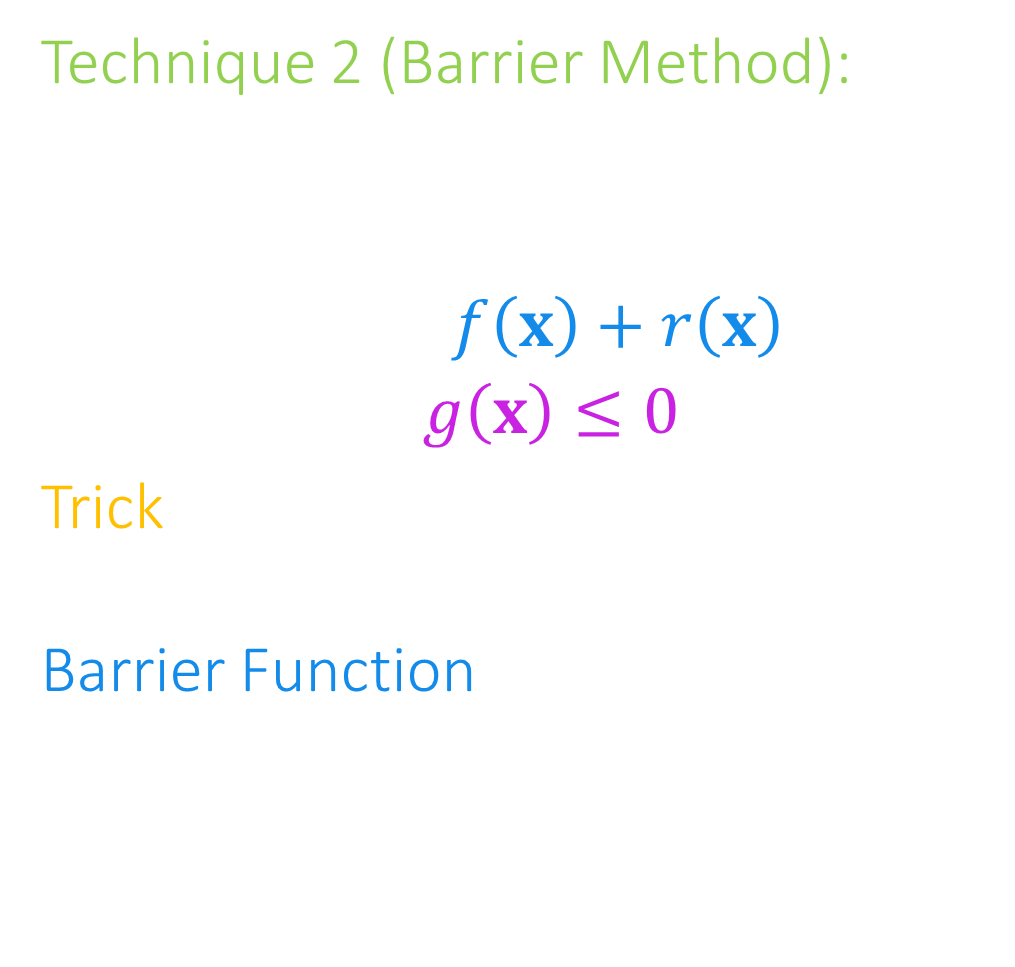 Technique 2 (Barrier Method):
f(𝐱) + r(𝐱)
g(𝐱) ≤ 0
Trick
Barrier Function